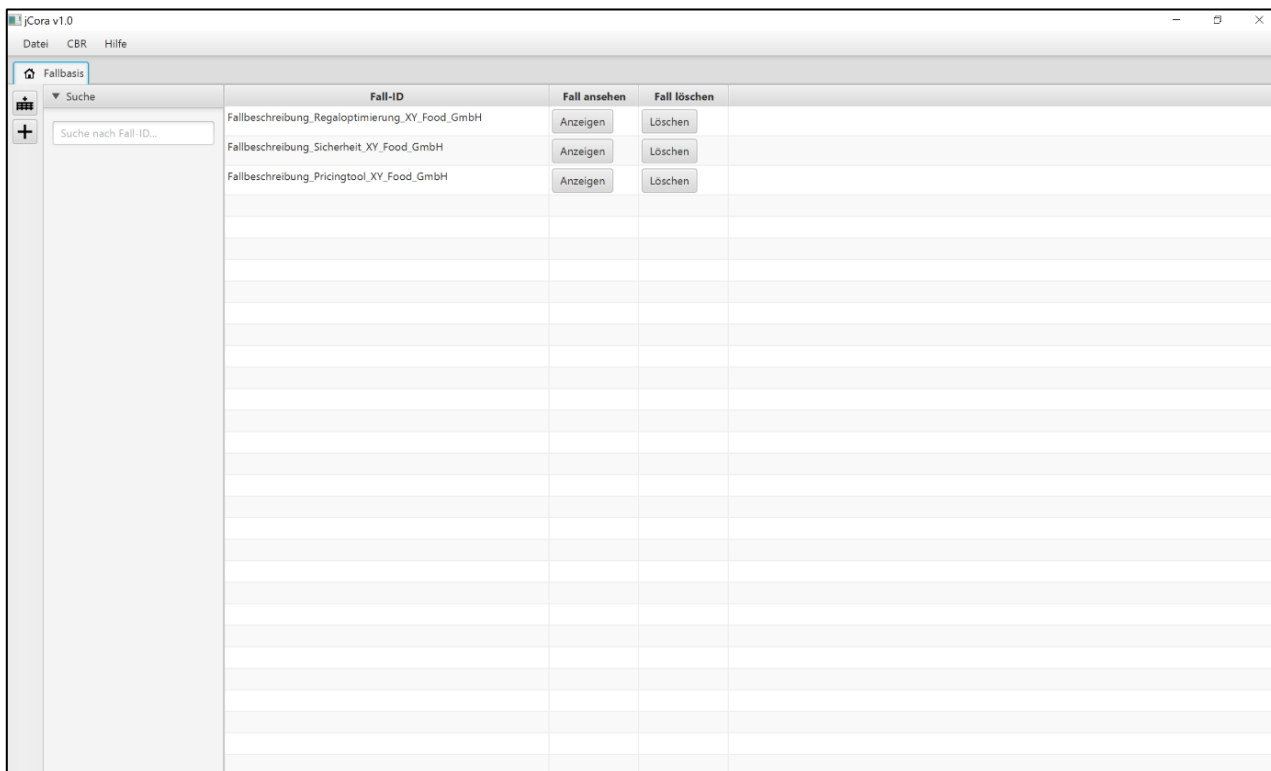 jCora v1.0
Datei CBR Hilfe
Fallbasis
Suche
Suche nach Fall-ID...
Fall-ID Fall ansehen Fall löschen
Fallbeschreibung_Regaloptimierung_XY_Food_GmbH Anzeigen Löschen
Fallbeschreibung_Sicherheit_XY_Food_GmbH Anzeigen Löschen
Fallbeschreibung_Pricingtool_XY_Food_GmbH Anzeigen Löschen